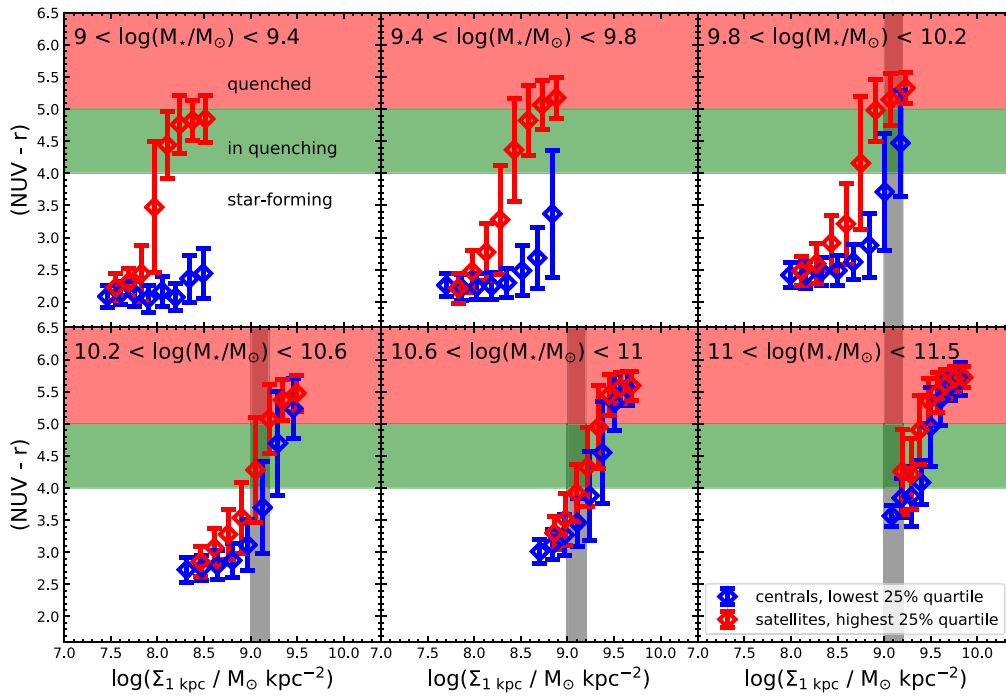 9 < log(M⋆/M⊙) < 9.4
9.4 < log(M⋆/M⊙) < 9.8
9.8 < log(M⋆/M⊙) < 10.2
quenched
in quenching
star-forming
6.5
6.0
5.5
5.0
4.5
4.0
3.5
3.0
2.5
2.0
(NUV - r)
10.2 < log(M⋆/M⊙) < 10.6
10.6 < log(M⋆/M⊙) < 11
11 < log(M⋆/M⊙) < 11.5
6.5
6.0
5.5
5.0
4.5
4.0
3.5
3.0
2.5
2.0
(NUV - r)
centrals, lowest 25% quartile
satellites, highest 25% quartile
7.0 7.5 8.0 8.5 9.0 9.5 10.0
7.0 7.5 8.0 8.5 9.0 9.5 10.0
7.0 7.5 8.0 8.5 9.0 9.5 10.0
log(Σ1 kpc / M⊙ kpc⁻²)
log(Σ1 kpc / M⊙ kpc⁻²)
log(Σ1 kpc / M⊙ kpc⁻²)